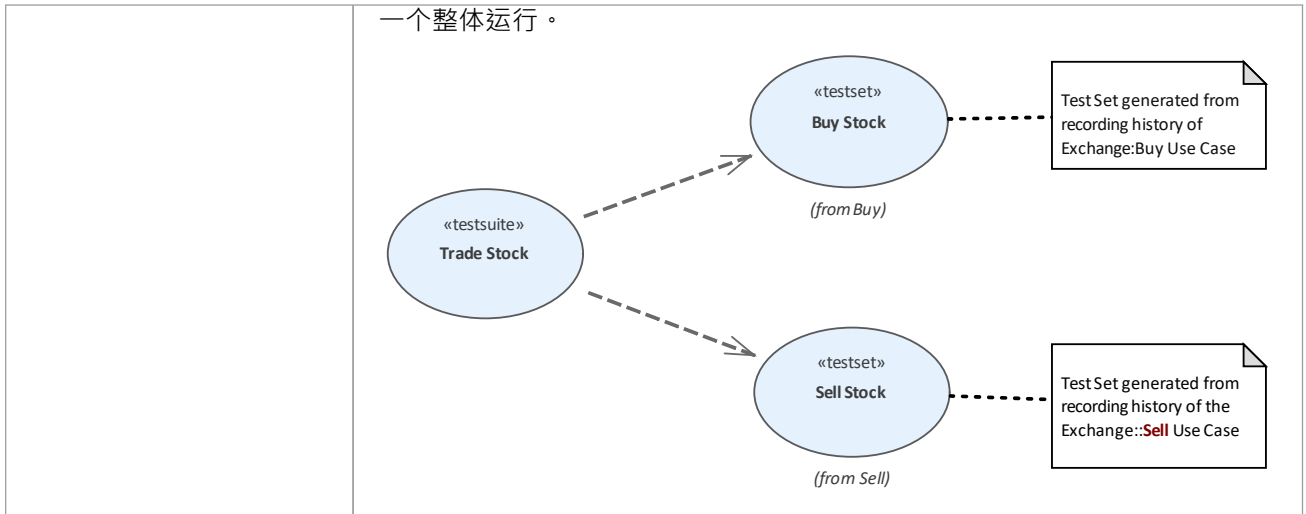 一个整体运行。
«testset»
Buy Stock
(from Buy)
Test Set generated from
recording history of
Exchange:Buy Use Case
«testsuite»
Trade Stock
«testset»
Sell Stock
(from Sell)
Test Set generated from
recording history of the
Exchange::Sell Use Case